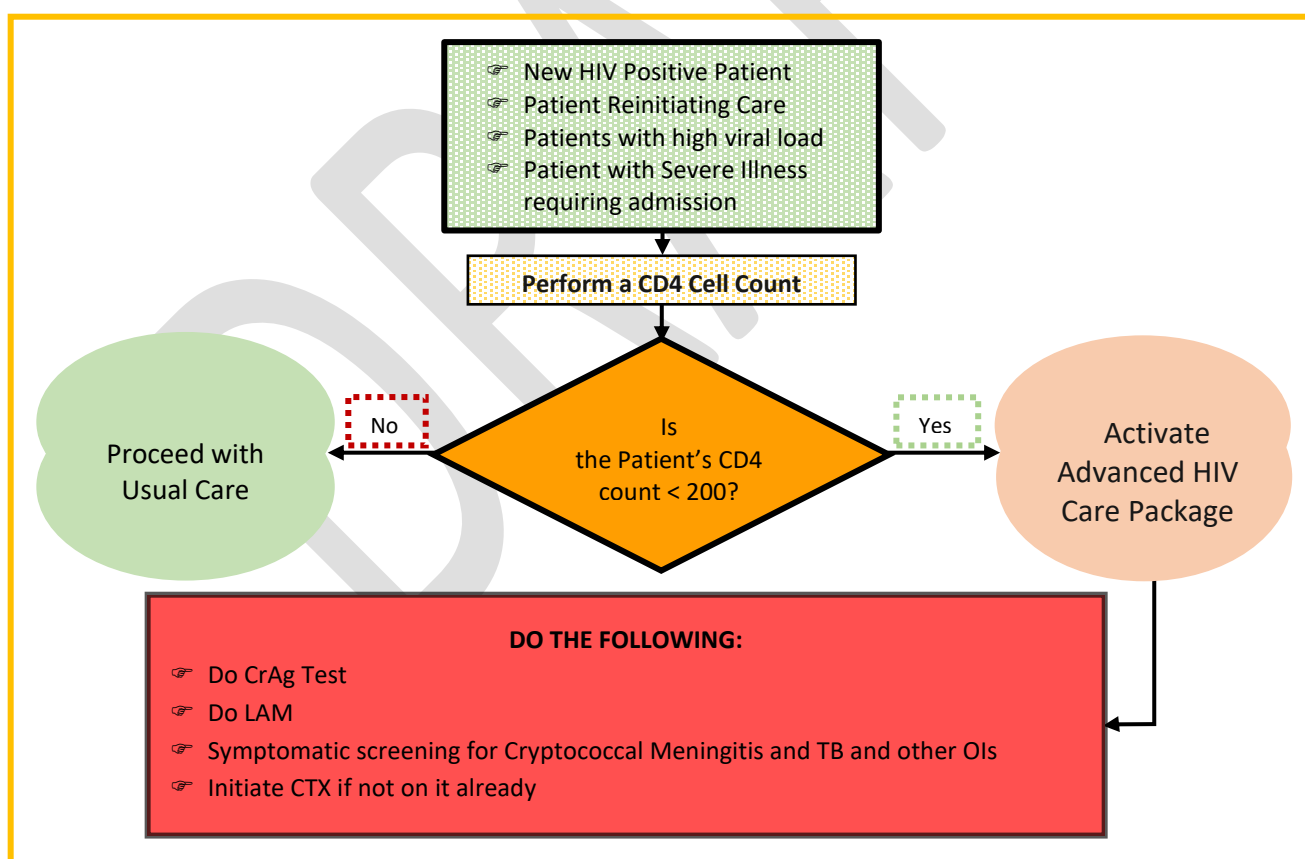 ☞ New HIV Positive Patient
☞ Patient Reinitiating Care
☞ Patients with high viral load
☞ Patient with Severe Illness
requiring admission
Perform a CD4 Cell Count
Is
the Patient’s CD4
count < 200?
No
Yes
Proceed with
Usual Care
Activate
Advanced HIV
Care Package
DO THE FOLLOWING:
☞ Do CrAg Test
☞ Do LAM
☞ Symptomatic screening for Cryptococcal Meningitis and TB and other OIs
☞ Initiate CTX if not on it already
DRAFT